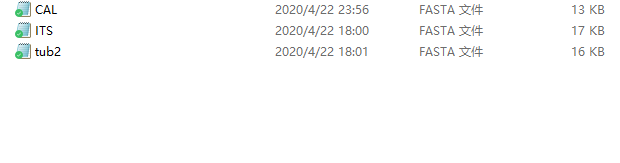 CAL 2020/4/22 23:56 FASTA 文件 13 KB
ITS 2020/4/22 18:00 FASTA 文件 17 KB
tub2 2020/4/22 18:01 FASTA 文件 16 KB